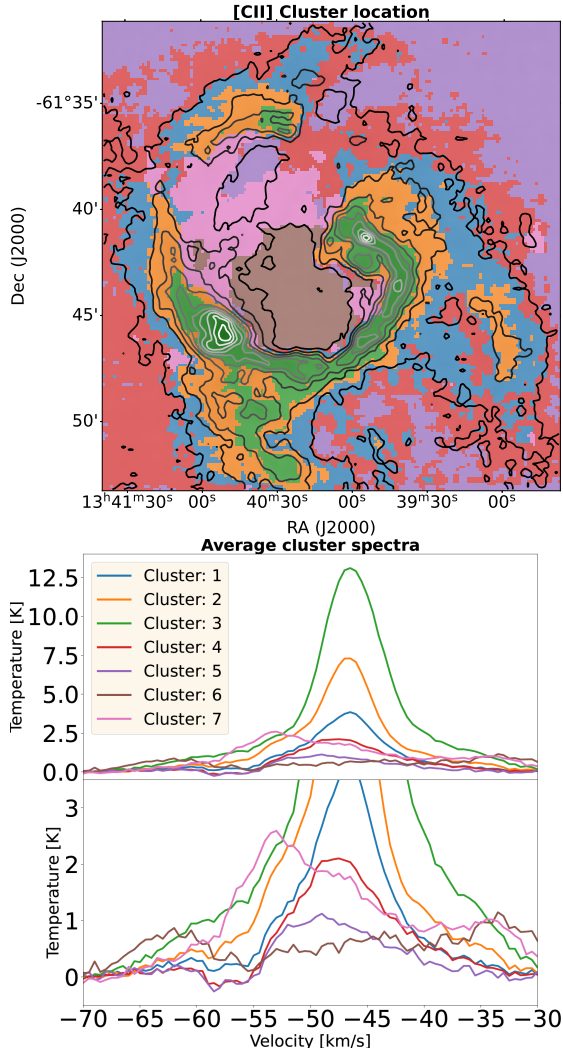 [CII] Cluster location
-61°35'
40'
45'
50'
Dec (J2000)
13ʰ41ᵐ30ˢ 00ˢ 40ᵐ30ˢ 00ˢ 39ᵐ30ˢ 00ˢ
RA (J2000)
Average cluster spectra
12.5
10.0
7.5
5.0
2.5
0.0
Temperature [K]
Cluster: 1
Cluster: 2
Cluster: 3
Cluster: 4
Cluster: 5
Cluster: 6
Cluster: 7
3
2
1
0
Temperature [K]
−70 −65 −60 −55 −50 −45 −40 −35 −30
Velocity [km/s]